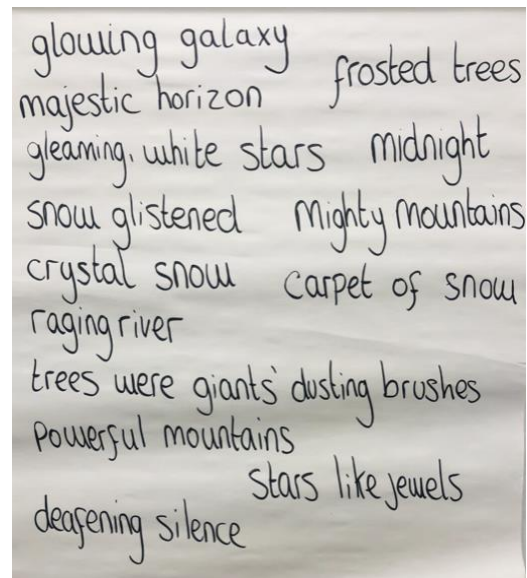 glowing galaxy
frosted trees
majestic horizon
gleaming, white stars midnight
snow glistened Mighty Mountains
crystal snow carpet of snow
raging river
trees were giants' dusting brushes
powerful mountains
stars like jewels
deafening silence